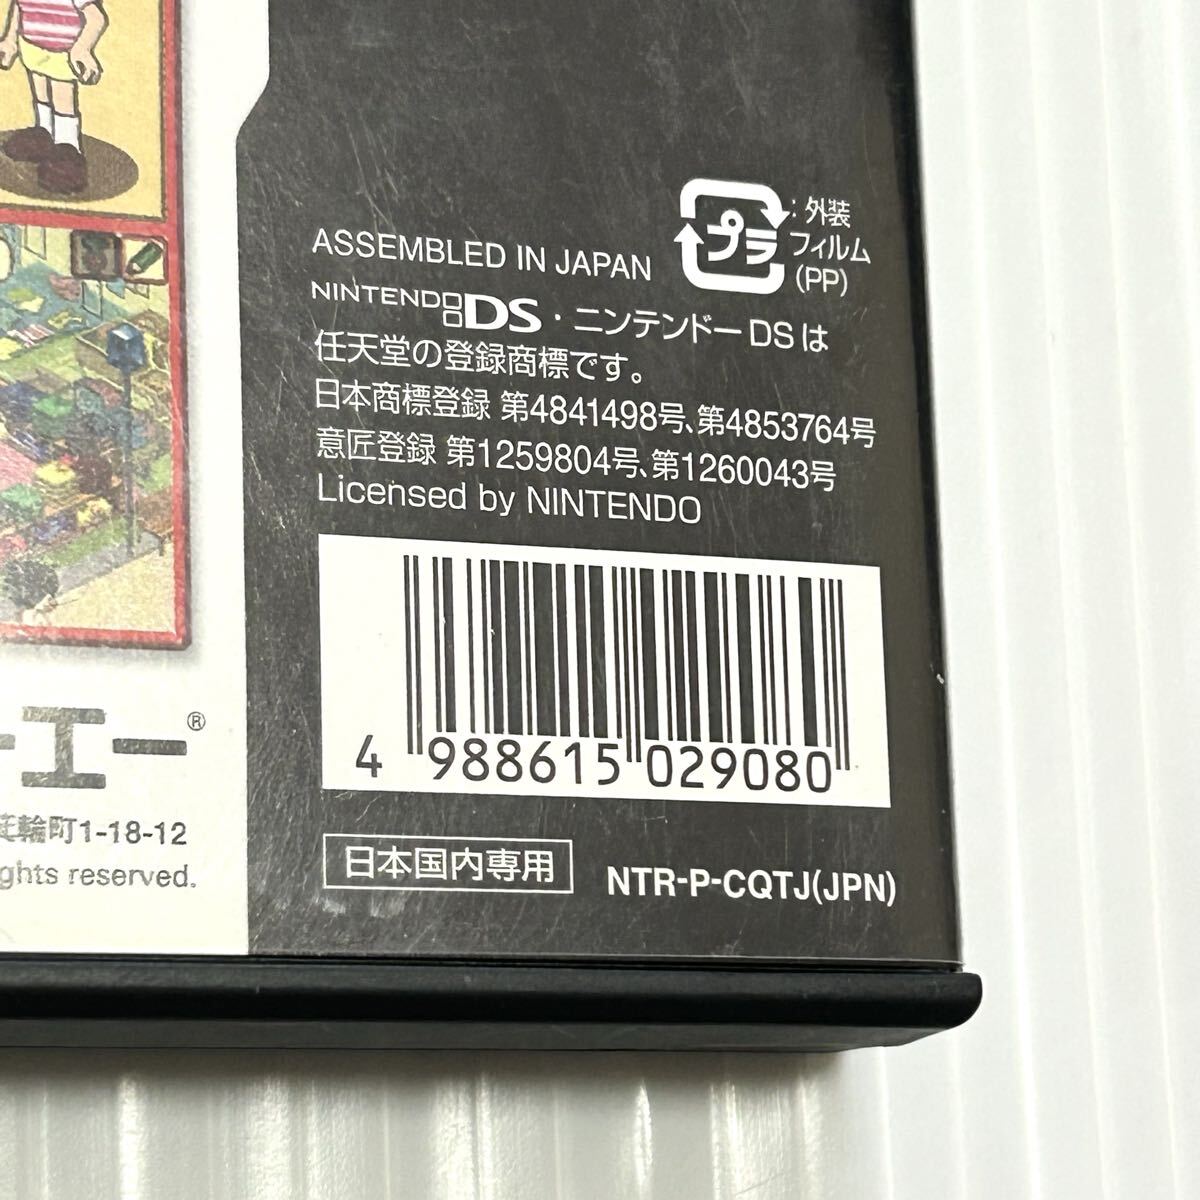 :外装
プラ フィルム
(PP)
ASSEMBLED IN JAPAN
NINTENDO DS・ニンテンドーDSは
任天堂の登録商標です。
日本商標登録 第4841498号、第4853764号
意匠登録 第1259804号、第1260043号
Licensed by NINTENDO
4 988615 029080
日本国内専用
NTR-P-CQTJ(JPN)
ーエー®
箕輪町1-18-12
ghts reserved.